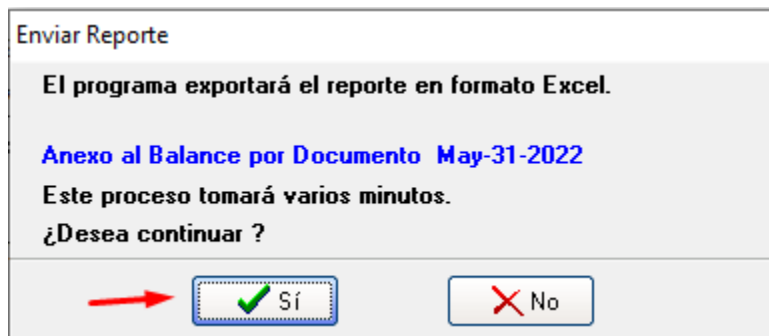 Enviar Reporte
El programa exportará el reporte en formato Excel.
Anexo al Balance por Documento  May-31-2022
Este proceso tomará varios minutos.
¿Desea continuar ?
Sí
No